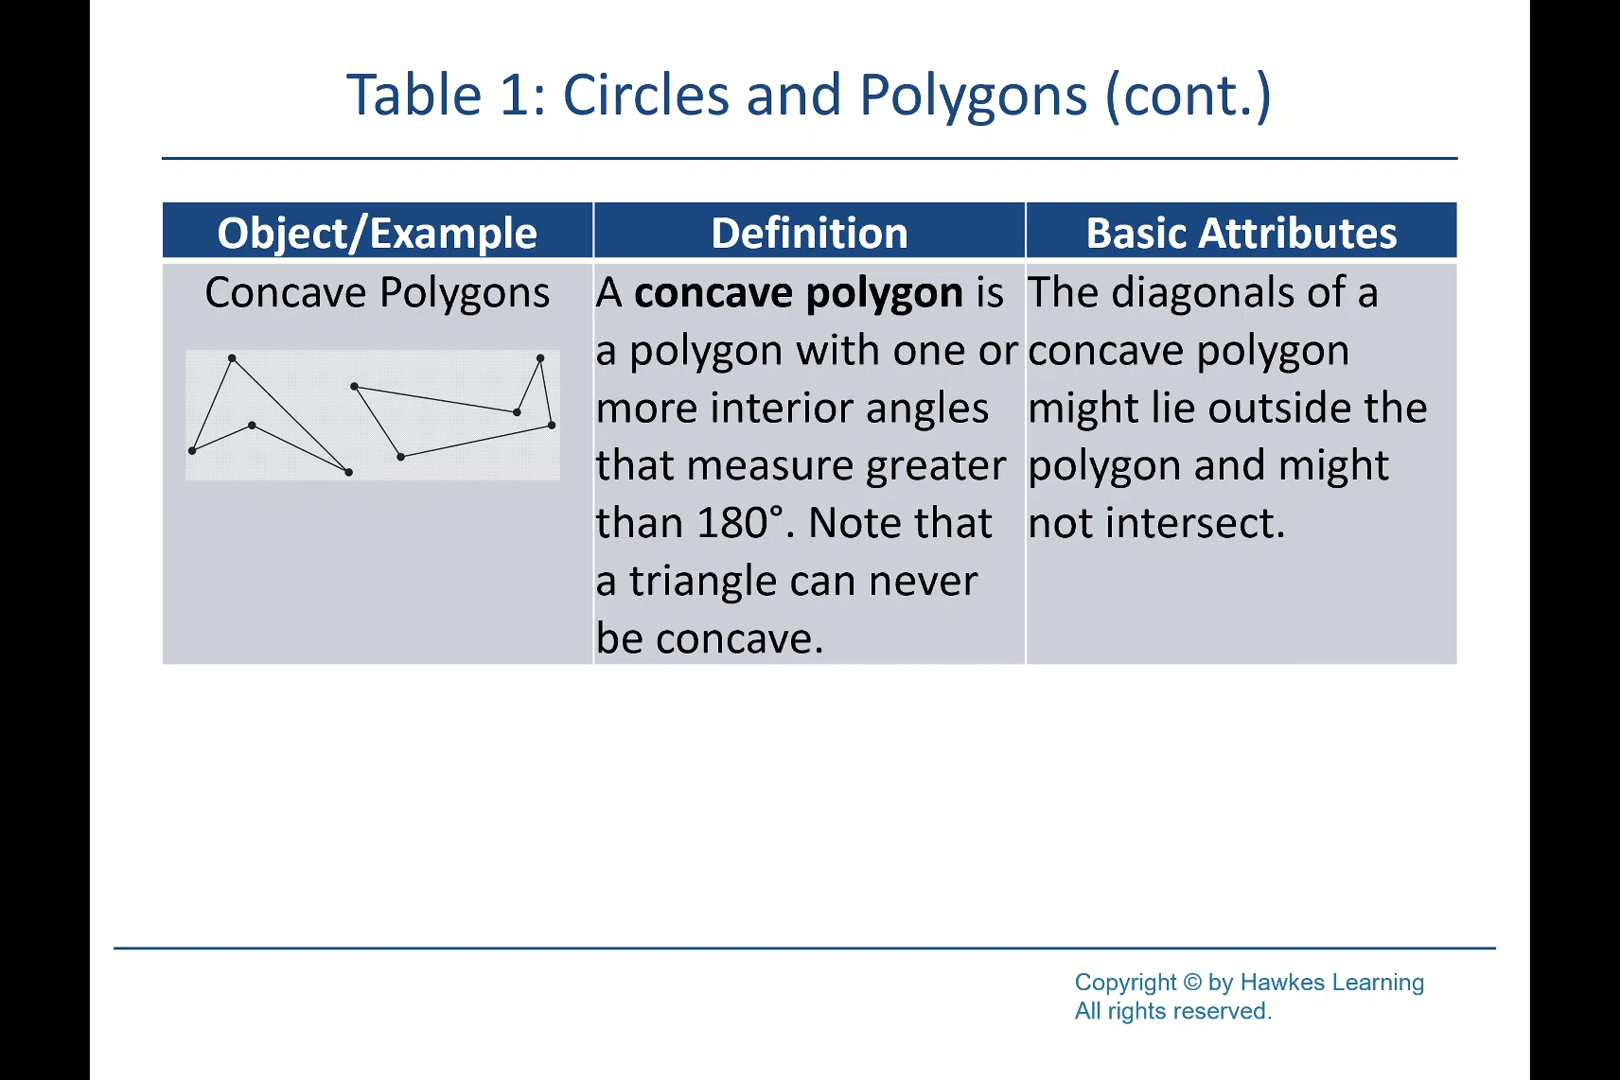 Table 1: Circles and Polygons (cont.)
Object/Example
Definition
Basic Attributes
Concave Polygons
A concave polygon is
a polygon with one or
more interior angles
that measure greater
than 180°. Note that
a triangle can never
be concave.
The diagonals of a
concave polygon
might lie outside the
polygon and might
not intersect.
Copyright © by Hawkes Learning
All rights reserved.